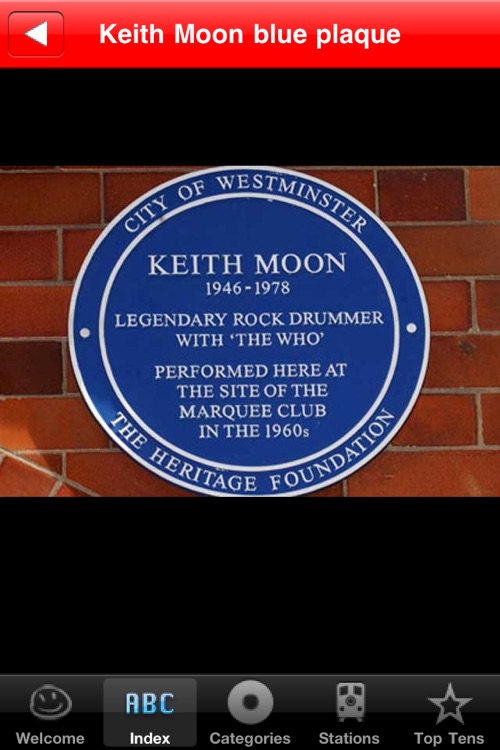 Keith Moon blue plaque
CITY OF WESTMINSTER
KEITH MOON
1946-1978
LEGENDARY ROCK DRUMMER
WITH 'THE WHO'
PERFORMED HERE AT
THE SITE OF THE
MARQUEE CLUB
IN THE 1960s
THE HERITAGE FOUNDATION
ABC
Welcome
Index
Categories
Stations
Top Tens